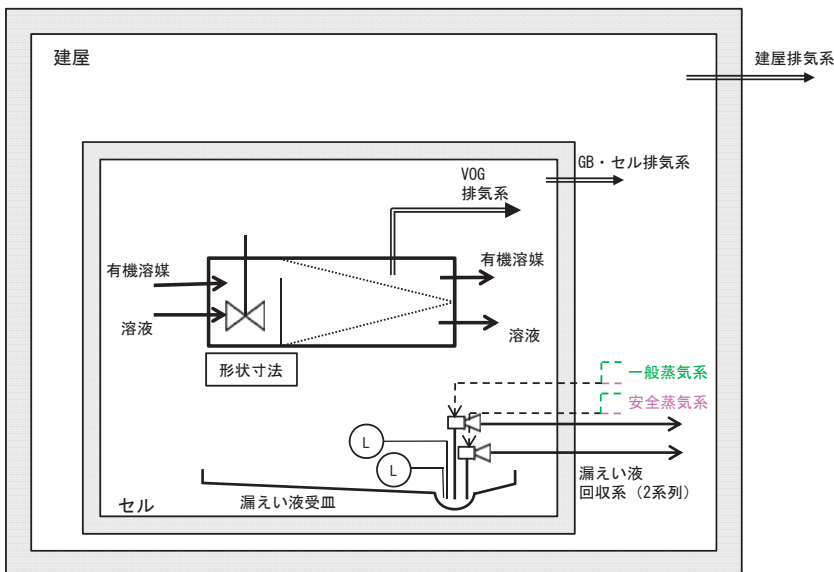 建屋
建屋排気系
GB・セル排気系
VOG
排気系
有機溶媒
溶液
有機溶媒
溶液
形状寸法
一般蒸気系
安全蒸気系
L
L
漏えい液
回収系（2系列）
漏えい液受皿
セル